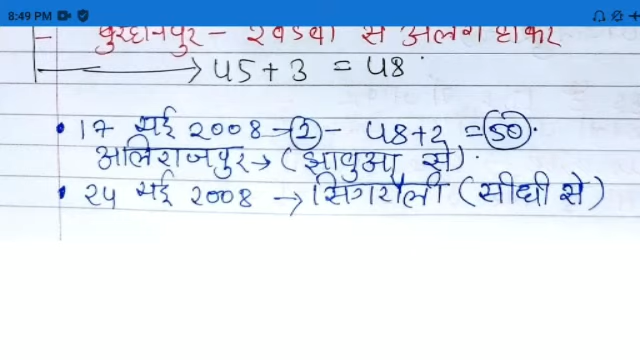 8:49 PM
बुरहानपुर - खण्डवा से अलग होकर
→ 45 + 3 = 48
• 17 मई 2008 → 2 - 48+2 = 50.
अलिराजपुर → (झाबुआ से).
• 24 मई 2008 → सिगरौली (सीधी से)